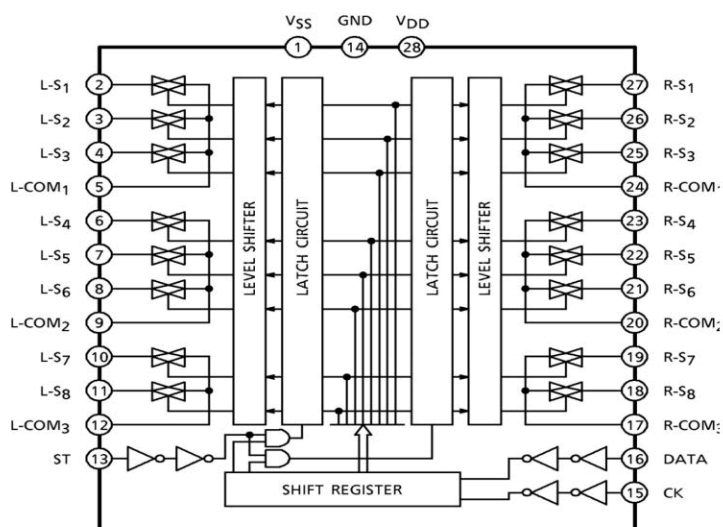 VSS GND VDD
1 14 28
L-S1 2 27 R-S1
L-S2 3 26 R-S2
L-S3 4 25 R-S3
L-COM1 5 24 R-COM1
L-S4 6 23 R-S4
L-S5 7 22 R-S5
L-S6 8 21 R-S6
L-COM2 9 20 R-COM2
L-S7 10 19 R-S7
L-S8 11 18 R-S8
L-COM3 12 17 R-COM3
ST 13 16 DATA
15 CK
LEVEL SHIFTER
LATCH CIRCUIT
LATCH CIRCUIT
LEVEL SHIFTER
SHIFT REGISTER